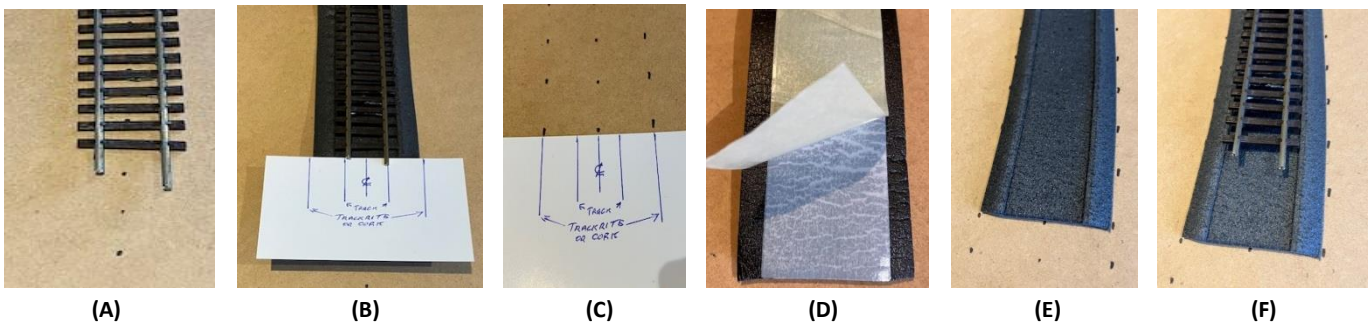 ℄
"TRACK"
TRACKRITE
OR CORK
℄
"TRACK"
TRACKRITE
OR CORK
(A) (B) (C) (D) (E) (F)